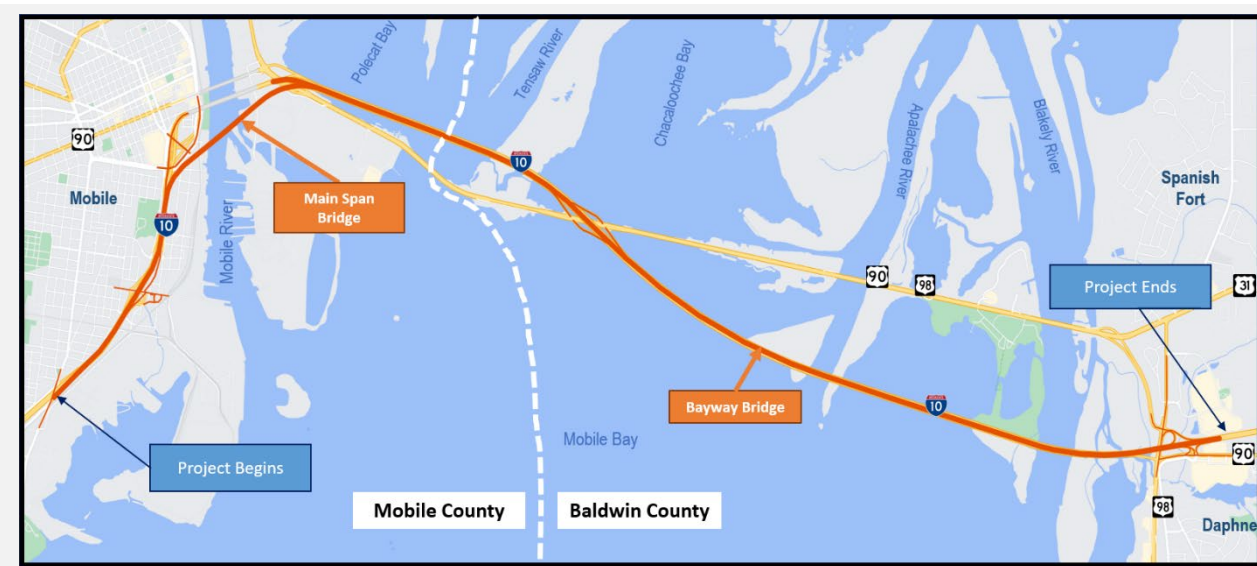 Polecat Bay
Tensaw River
Chacaloochee Bay
Apalachee River
Blakely River
90
Mobile
Main Span
Bridge
10
Spanish
Fort
10
Mobile River
90
98
Project Ends
31
Bayway Bridge
10
Mobile Bay
Project Begins
90
Mobile County
Baldwin County
98
Daphne